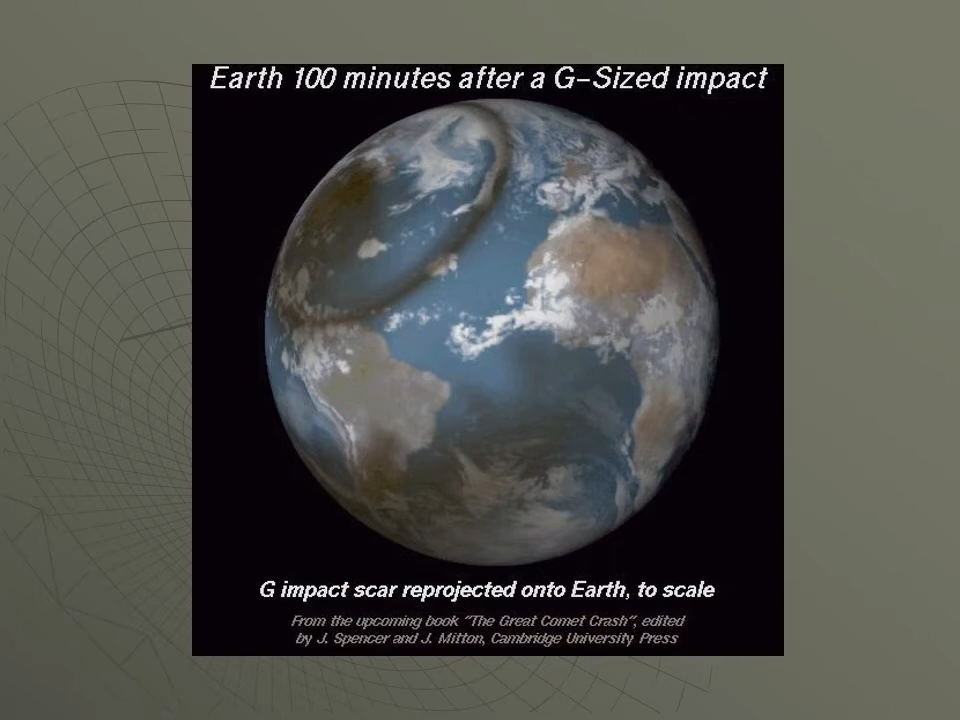 Earth 100 minutes after a G-Sized impact
G impact scar reprojected onto Earth, to scale
From the upcoming book "The Great Comet Crash", edited
by J. Spencer and J. Mitton, Cambridge University Press